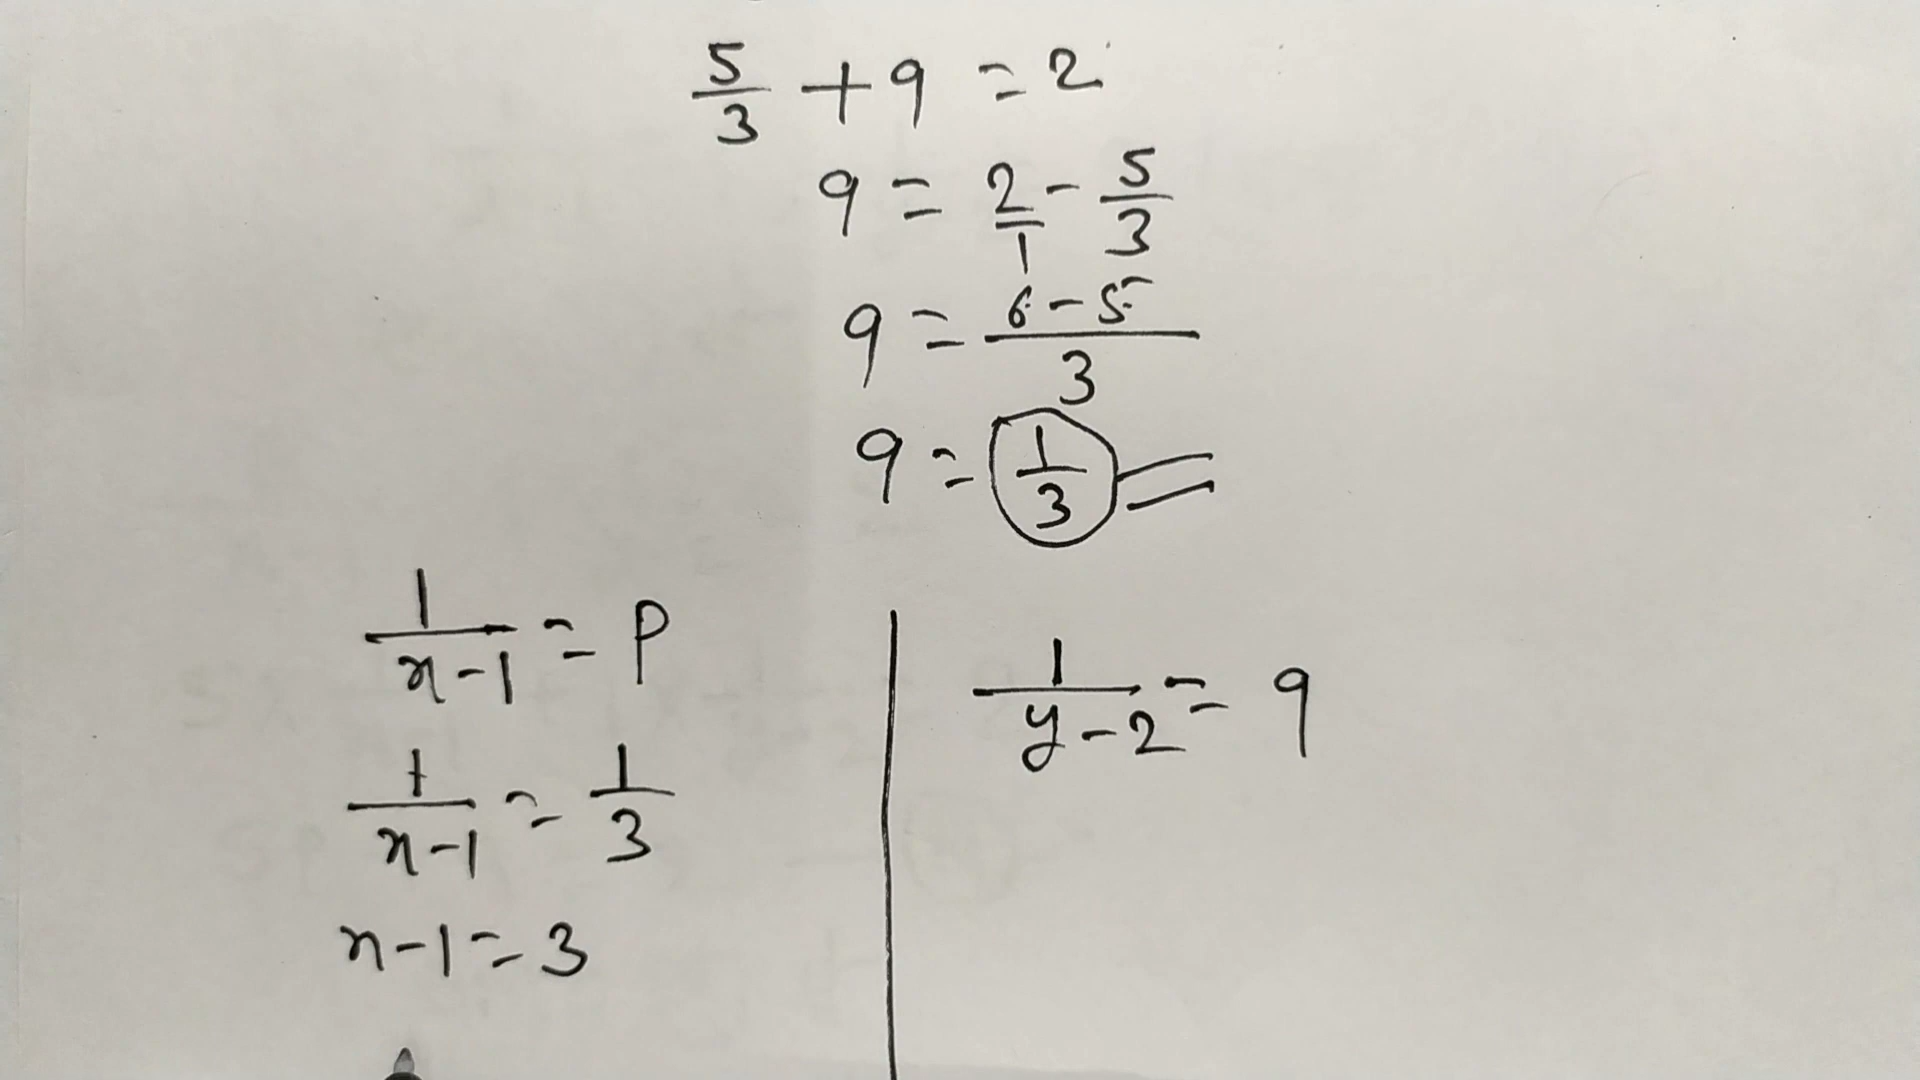 5/3 + q = 2
q = 2/1 - 5/3
q = (6 - 5)/3
q = 1/3
1/(x-1) = P
1/(x-1) = 1/3
x-1 = 3
1/(y-2) = q